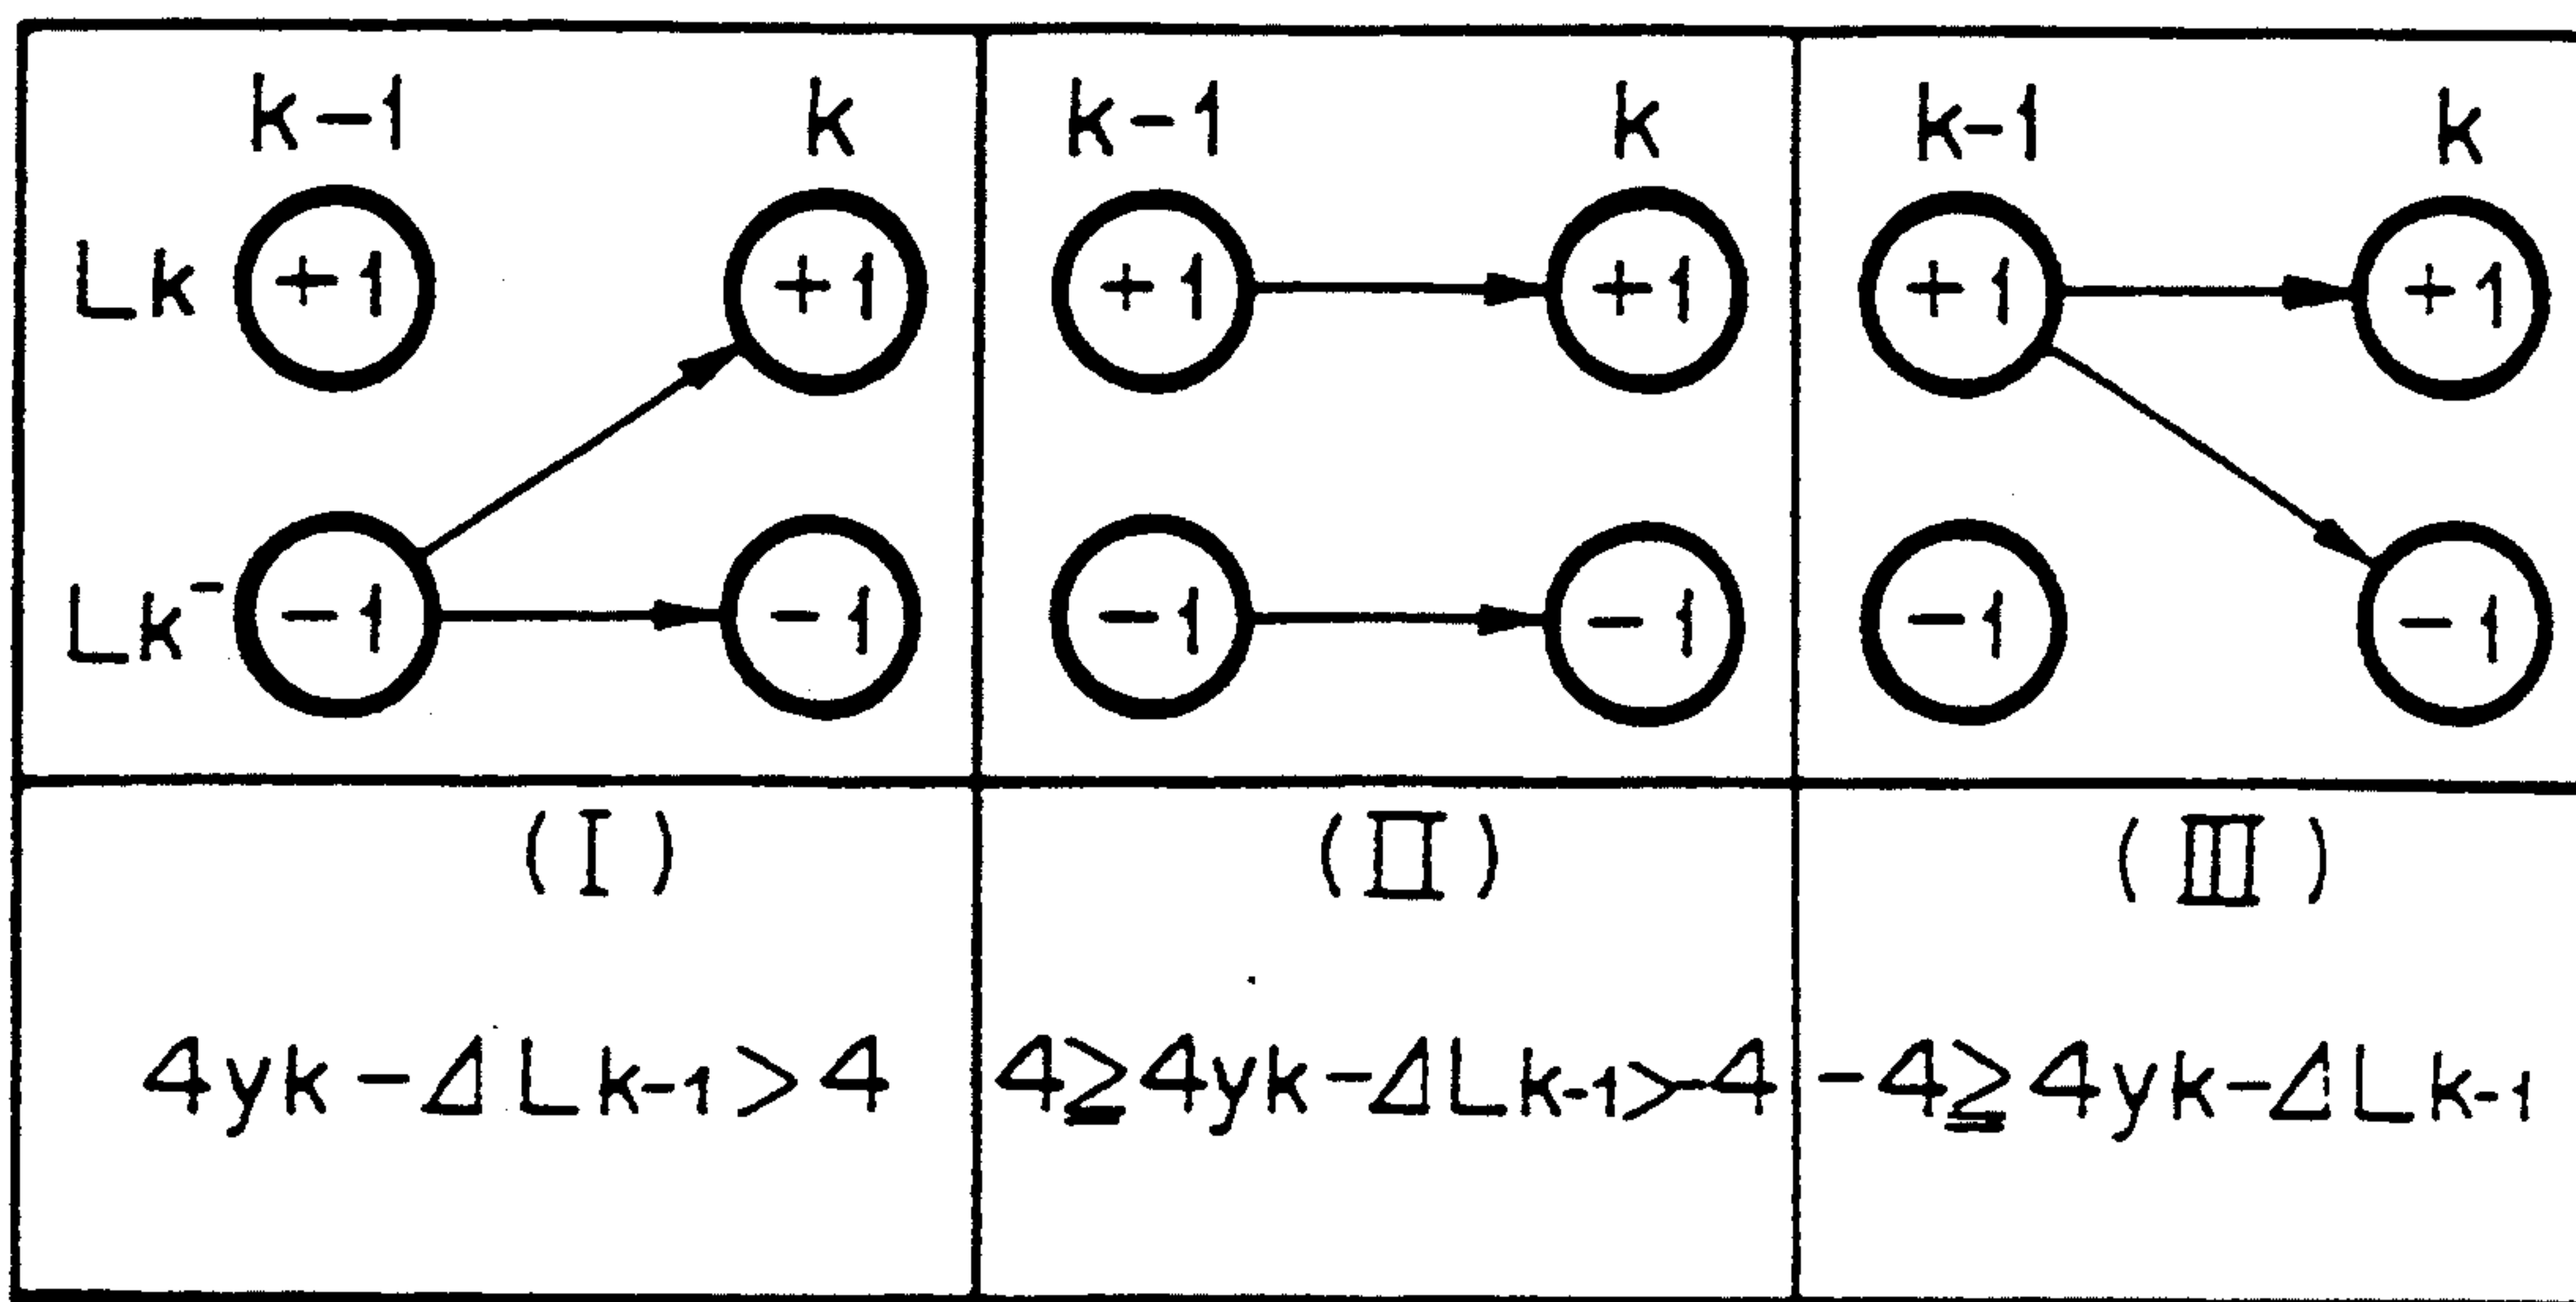 k-1 k k-1 k k-1 k
Lk +1 +1 +1 +1 +1 +1
Lk⁻ -1 -1 -1 -1 -1 -1
(I) (II) (III)
4yk-ΔLk-1>4 4≧4yk-ΔLk-1>-4 -4≧4yk-ΔLk-1